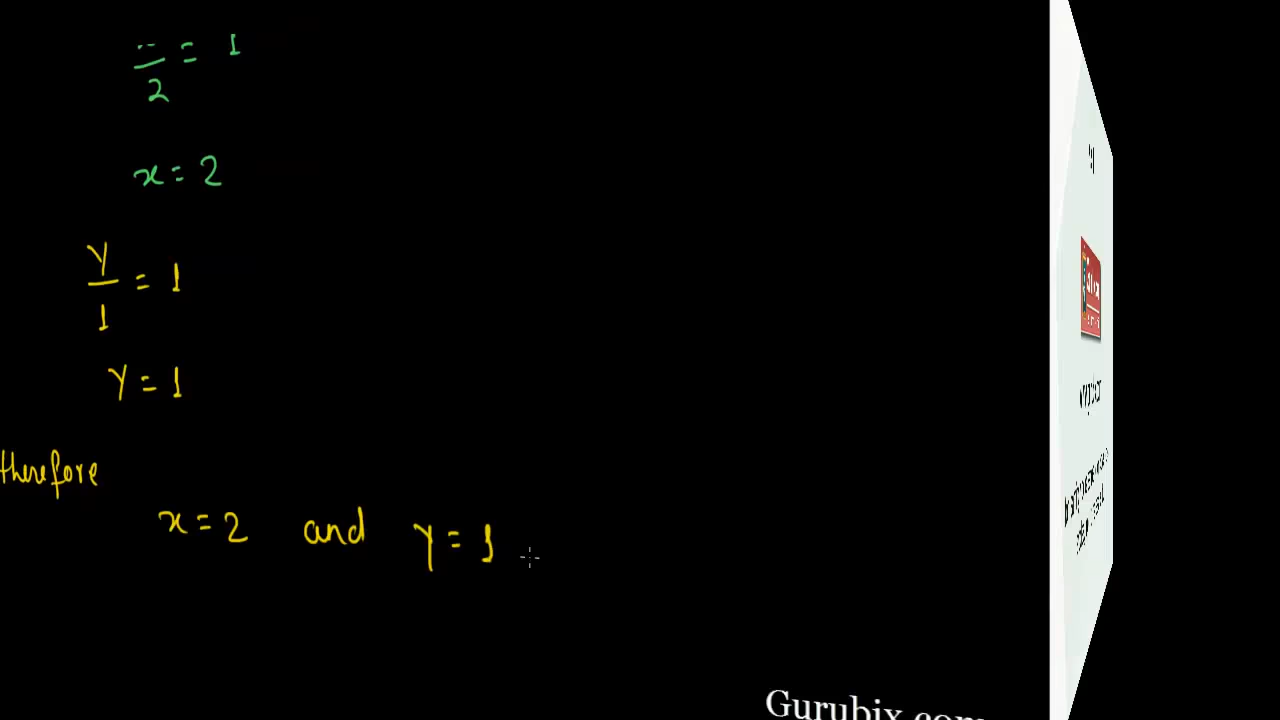 /2 = 1
x = 2
y/1 = 1
y = 1
therefore
x = 2 and y = 1
Gurubix.com